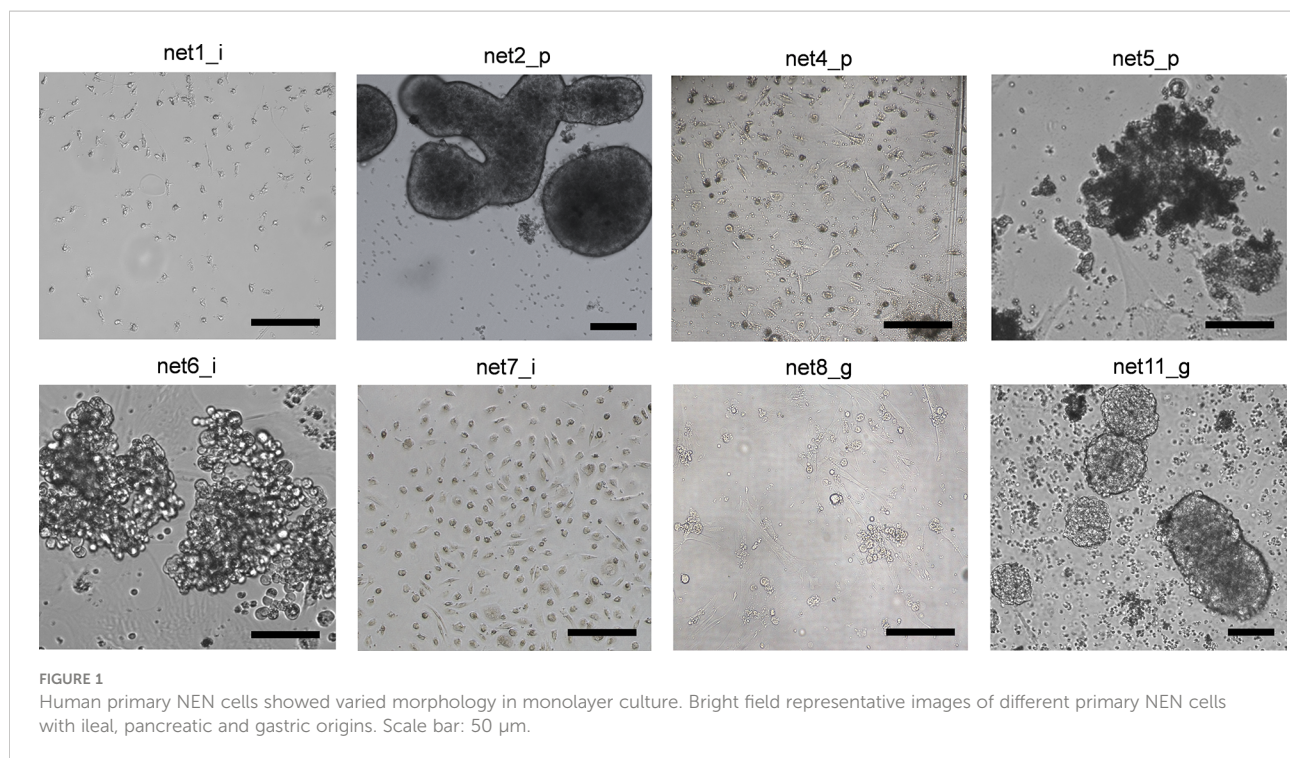 net1_i
net2_p
net4_p
net5_p
net6_i
net7_i
net8_g
net11_g
FIGURE 1
Human primary NEN cells showed varied morphology in monolayer culture. Bright field representative images of different primary NEN cells
with ileal, pancreatic and gastric origins. Scale bar: 50 µm.